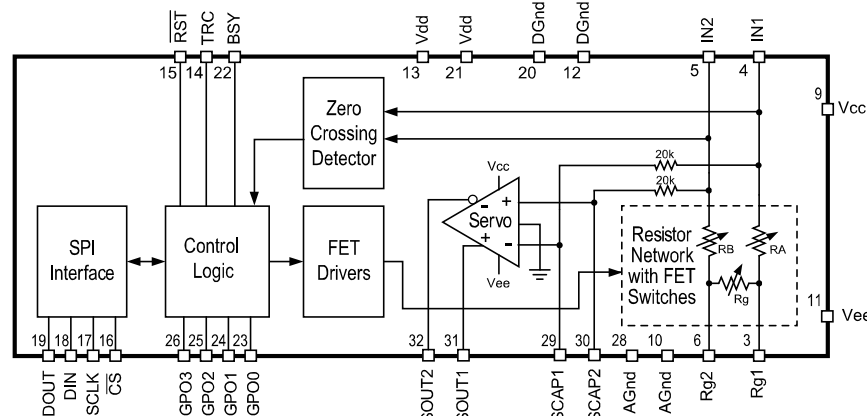 RST
TRC
BSY
Vdd
Vdd
DGnd
DGnd
IN2
IN1
15
14
22
13
21
20
12
5
4
9
Vcc
Zero
Crossing
Detector
20k
20k
Vcc
-
+
Servo
+
-
Vee
SPI
Interface
Control
Logic
FET
Drivers
Resistor
Network
with FET
Switches
RB
RA
Rg
11
Vee
19
18
17
16
26
25
24
23
32
31
29
30
28
10
6
3
DOUT
DIN
SCLK
CS
GPO3
GPO2
GPO1
GPO0
SOUT2
SOUT1
SCAP1
SCAP2
AGnd
AGnd
Rg2
Rg1